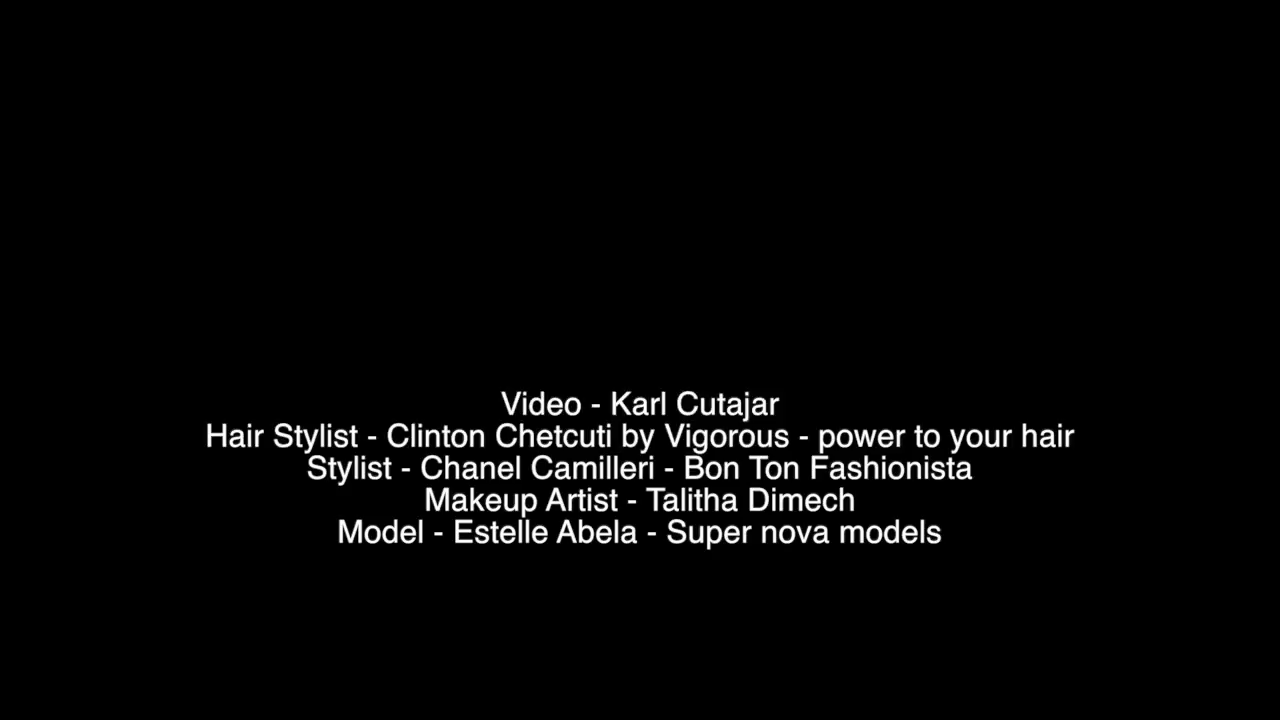 Video - Karl Cutajar
Hair Stylist - Clinton Chetcuti by Vigorous - power to your hair
Stylist - Chanel Camilleri - Bon Ton Fashionista
Makeup Artist - Talitha Dimech
Model - Estelle Abela - Super nova models